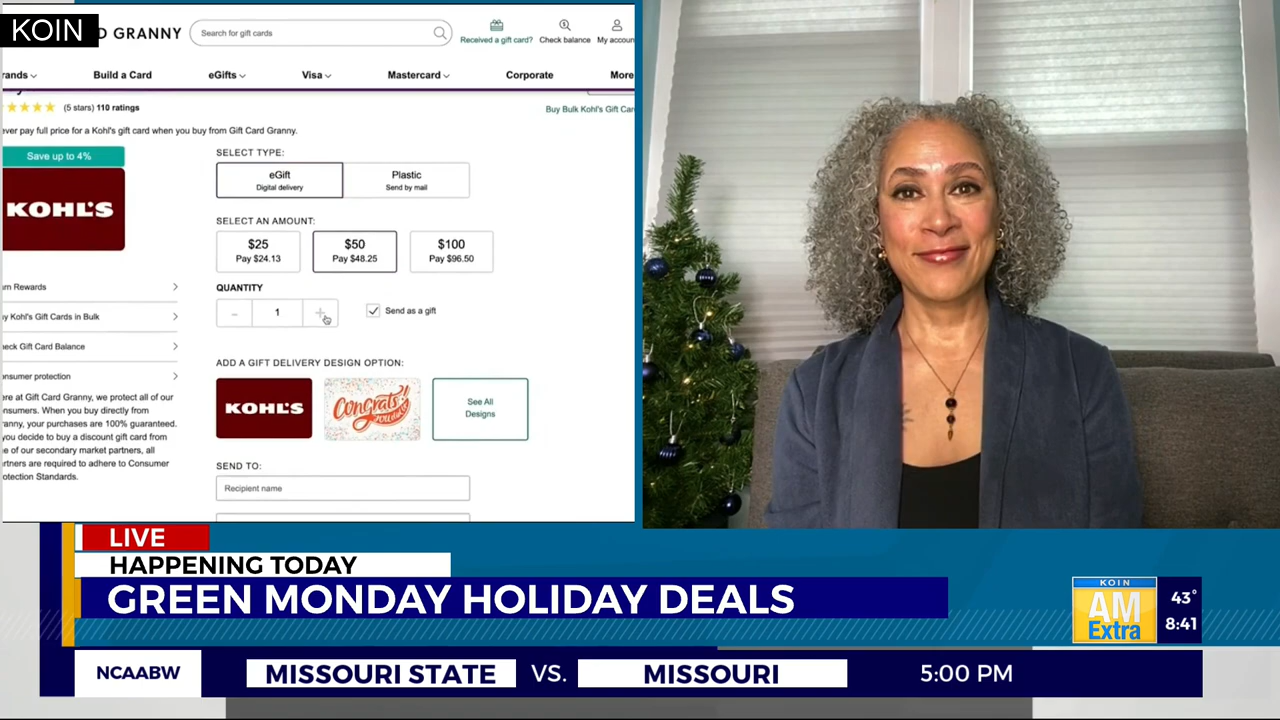 KOIN
D GRANNY
Search for gift cards
Received a gift card?
Check balance
My accoun
rands
Build a Card
eGifts
Visa
Mastercard
Corporate
More
(5 stars) 110 ratings
Buy Bulk Kohl's Gift Car
ever pay full price for a Kohl's gift card when you buy from Gift Card Granny.
Save up to 4%
KOHL'S
SELECT TYPE:
eGift
Digital delivery
Plastic
Send by mail
SELECT AN AMOUNT:
$25
Pay $24.13
$50
Pay $48.25
$100
Pay $96.50
QUANTITY
- 1 +
Send as a gift
rn Rewards
y Kohl's Gift Cards in Bulk
eck Gift Card Balance
nsumer protection
ere at Gift Card Granny, we protect all of our
onsumers. When you buy directly from
ranny, your purchases are 100% guaranteed.
you decide to buy a discount gift card from
e of our secondary market partners, all
rtners are required to adhere to Consumer
otection Standards.
ADD A GIFT DELIVERY DESIGN OPTION:
KOHL'S
Congrats
See All
Designs
SEND TO:
Recipient name
LIVE
HAPPENING TODAY
GREEN MONDAY HOLIDAY DEALS
KOIN
AM
Extra
43°
8:41
NCAABW
MISSOURI STATE VS. MISSOURI 5:00 PM